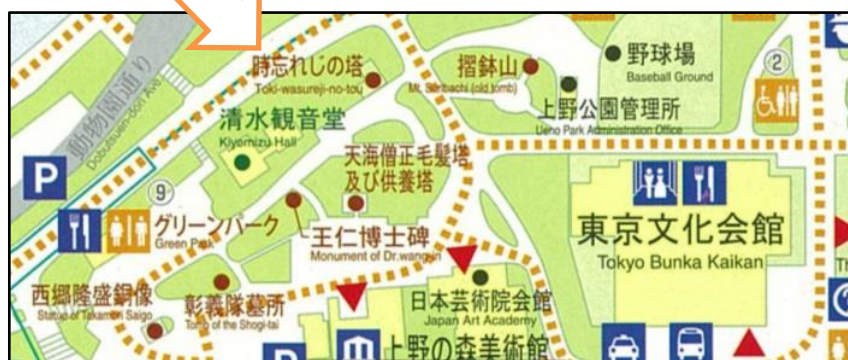 動物園通り
Dobutsuen-dori Ave
時忘れじの塔
Toki-wasureji-no-tou
摺鉢山
Mt. Suribachi (old tomb)
野球場
Baseball Ground
②
上野公園管理所
Ueno Park Administration Office
清水観音堂
Kiyomizu Hall
天海僧正毛髪塔
及び供養塔
P
⑨
グリーンパーク
Green Park
王仁博士碑
Monument of Dr.wang-in
東京文化会館
Tokyo Bunka Kaikan
Th
西郷隆盛銅像
Statue of Takamori Saigo
彰義隊墓所
Tomb of the Shogi-tai
日本芸術院会館
Japan Art Academy
上野の森美術館
P